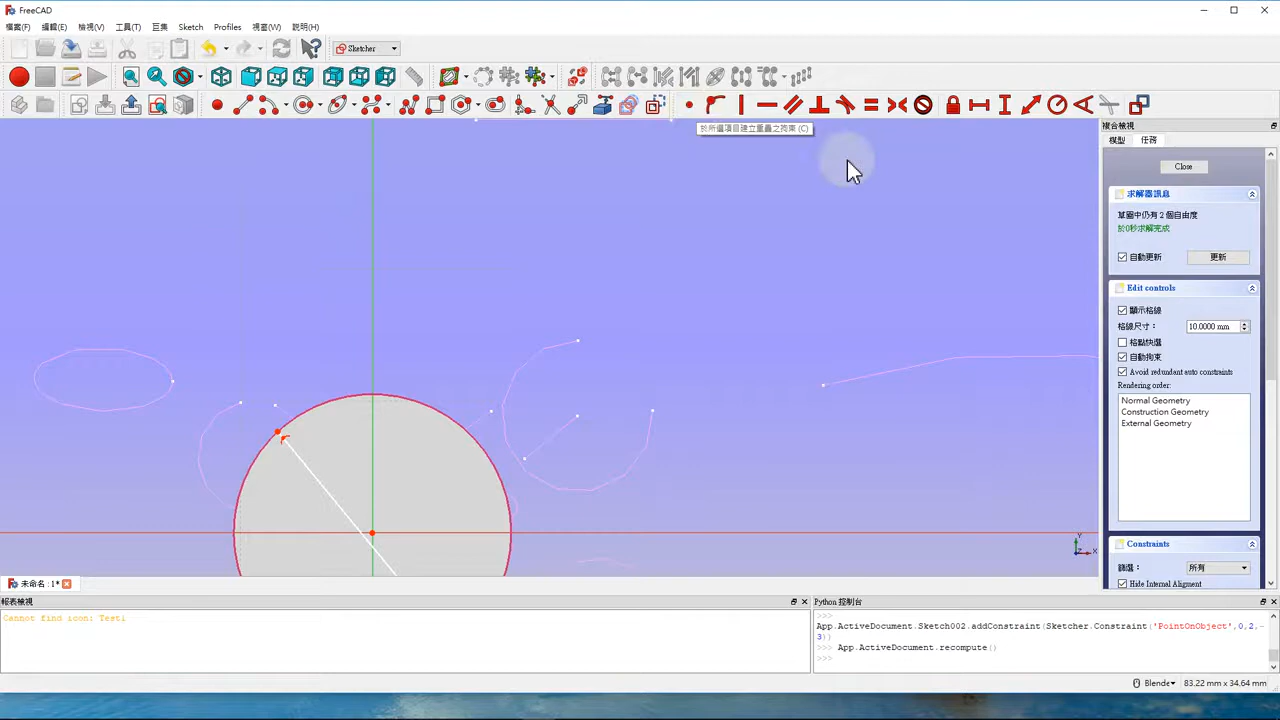 FreeCAD
檔案(F) 編輯(E) 檢視(V) 工具(T) 巨集 Sketch Profiles 視窗(W) 說明(H)
Sketcher
於所選項目建立重疊之拘束 (C)
複合檢視
模型 任務
Close
求解器訊息
草圖中仍有 2 個自由度
於0秒求解完成
自動更新 更新
Edit controls
顯示格線
格線尺寸： 10.0000 mm
格點快選
自動拘束
Avoid redundant auto constraints
Rendering order:
Normal Geometry
Construction Geometry
External Geometry
Y
X
Z
Constraints
篩選： 所有
Hide Internal Aligment
未命名 : 1*
報表檢視
Cannot find icon: Testi
Python 控制台
>>>
App.ActiveDocument.Sketch002.addConstraint(Sketcher.Constraint('PointOnObject',0,2,-
3))
>>> App.ActiveDocument.recompute()
>>>
Blende 83.22 mm x 34.64 mm